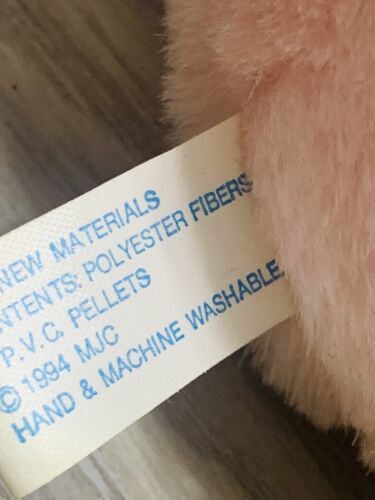 NEW MATERIALS
NTENTS: POLYESTER FIBERS
P.V.C. PELLETS
© 1994 MJC
HAND & MACHINE WASHABLE.